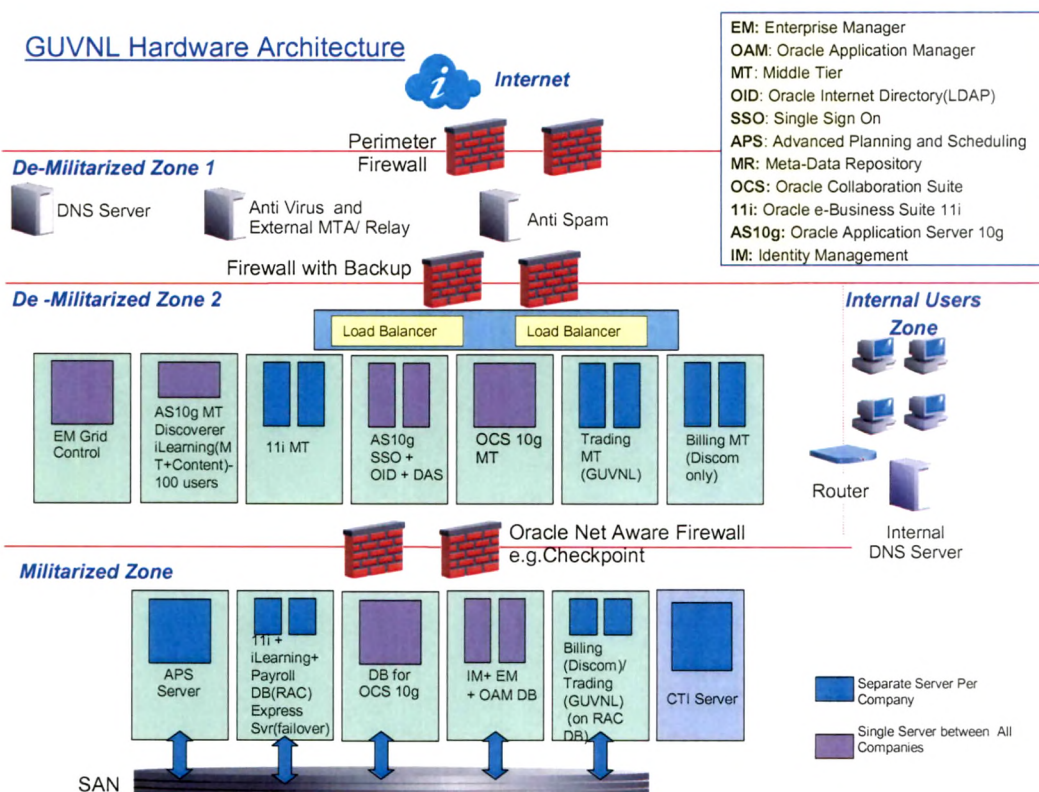 GUVNL Hardware Architecture
Internet
EM: Enterprise Manager
OAM: Oracle Application Manager
MT: Middle Tier
OID: Oracle Internet Directory(LDAP)
SSO: Single Sign On
APS: Advanced Planning and Scheduling
MR: Meta-Data Repository
OCS: Oracle Collaboration Suite
11i: Oracle e-Business Suite 11i
AS10g: Oracle Application Server 10g
IM: Identity Management
Perimeter
Firewall
De-Militarized Zone 1
DNS Server
Anti Virus and
External MTA/ Relay
Anti Spam
Firewall with Backup
De -Militarized Zone 2
Internal Users
Zone
Load Balancer
Load Balancer
EM Grid
Control
AS10g MT
Discoverer
iLearning(M
T+Content)-
100 users
11i MT
AS10g
SSO +
OID + DAS
OCS 10g
MT
Trading
MT
(GUVNL)
Billing MT
(Discom
only)
Router
Internal
DNS Server
Oracle Net Aware Firewall
e.g.Checkpoint
Militarized Zone
APS
Server
11i +
iLearning+
Payroll
DB(RAC)
Express
Svr(failover)
DB for
OCS 10g
IM+ EM
+ OAM DB
Billing
(Discom)/
Trading
(GUVNL)
(on RAC
DB)
CTI Server
Separate Server Per
Company
Single Server between All
Companies
SAN